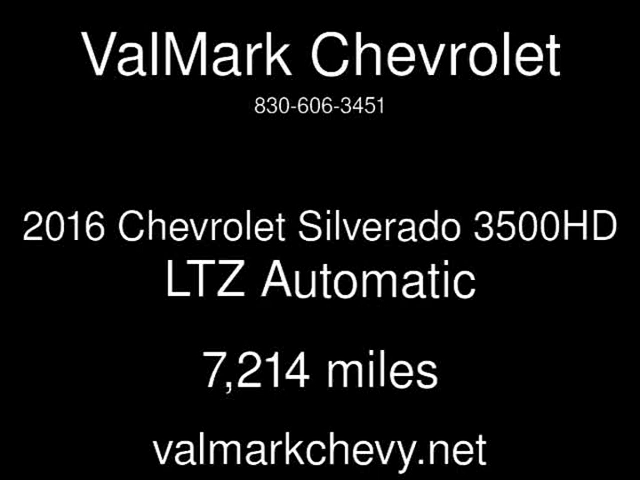 ValMark Chevrolet
830-606-3451
2016 Chevrolet Silverado 3500HD
LTZ Automatic
7,214 miles
valmarkchevy.net